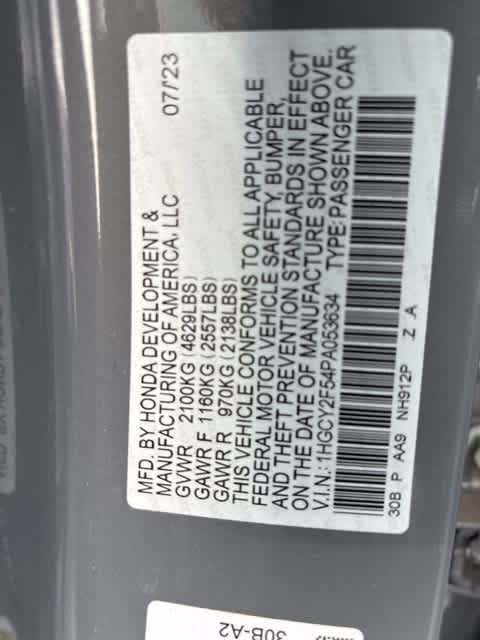 MFD. BY HONDA DEVELOPMENT &
MANUFACTURING OF AMERICA, LLC 07/'23
GVWR 2100KG (4629LBS)
GAWR F 1160KG (2557LBS)
GAWR R 970KG (2138LBS)
THIS VEHICLE CONFORMS TO ALL APPLICABLE
FEDERAL MOTOR VEHICLE SAFETY, BUMPER,
AND THEFT PREVENTION STANDARDS IN EFFECT
ON THE DATE OF MANUFACTURE SHOWN ABOVE.
V.I.N.: 1HGCY2F54PA053634 TYPE: PASSENGER CAR
30B P AA9 NH912P Z A
30B-A2